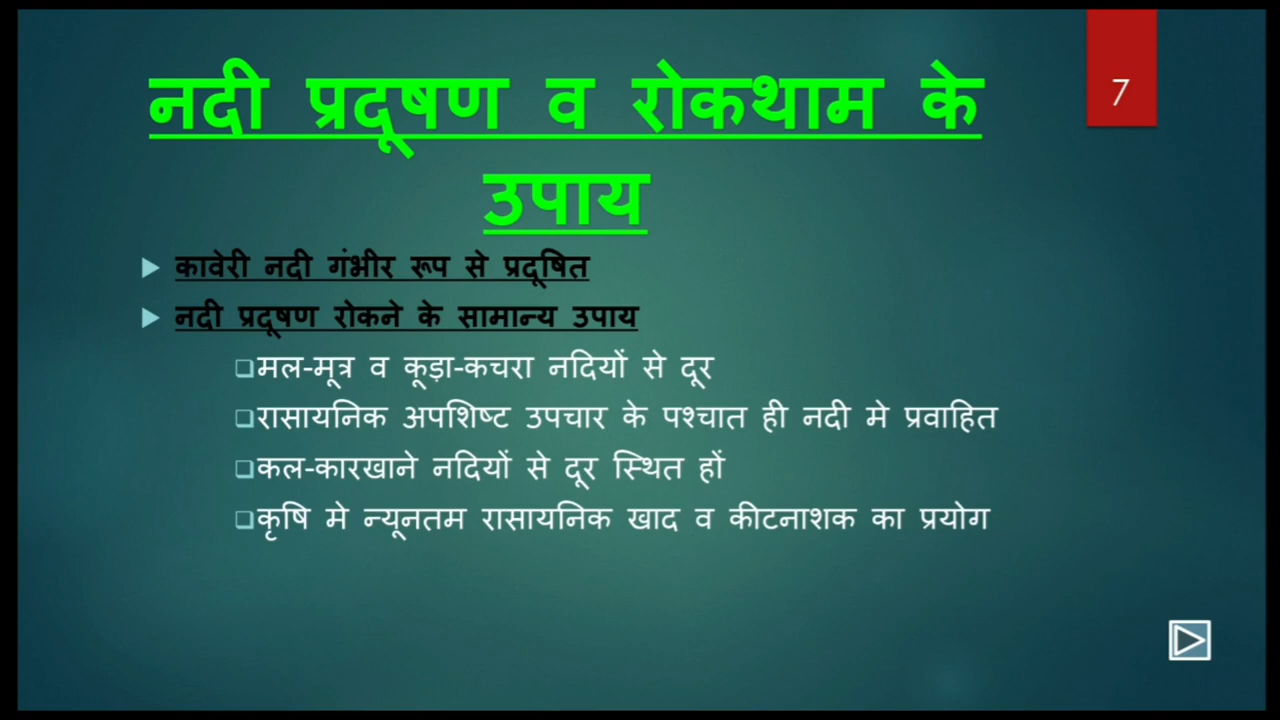 7
नदी प्रदूषण व रोकथाम के
उपाय
कावेरी नदी गंभीर रूप से प्रदूषित
नदी प्रदूषण रोकने के सामान्य उपाय
मल-मूत्र व कूड़ा-कचरा नदियों से दूर
रासायनिक अपशिष्ट उपचार के पश्चात ही नदी मे प्रवाहित
कल-कारखाने नदियों से दूर स्थित हों
कृषि मे न्यूनतम रासायनिक खाद व कीटनाशक का प्रयोग